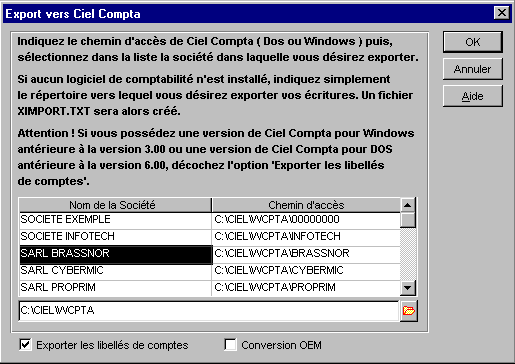 Export vers Ciel Compta
Indiquez le chemin d'accès de Ciel Compta ( Dos ou Windows ) puis,
sélectionnez dans la liste la société dans laquelle vous désirez exporter.
Si aucun logiciel de comptabilité n'est installé, indiquez simplement
le répertoire vers lequel vous désirez exporter vos écritures. Un fichier
XIMPORT.TXT sera alors créé.
Attention ! Si vous possédez une version de Ciel Compta pour Windows
antérieure à la version 3.00 ou une version de Ciel Compta pour DOS
antérieure à la version 6.00, décochez l'option 'Exporter les libellés
de comptes'.
OK
Annuler
Aide
Nom de la Société Chemin d'accès
SOCIETE EXEMPLE C:\CIEL\WCPTA\00000000
SOCIETE INFOTECH C:\CIEL\WCPTA\INFOTECH
SARL BRASSNOR C:\CIEL\WCPTA\BRASSNOR
SARL CYBERMIC C:\CIEL\WCPTA\CYBERMIC
SARL PROPRIM C:\CIEL\WCPTA\PROPRIM
C:\CIEL\WCPTA
Exporter les libellés de comptes Conversion OEM